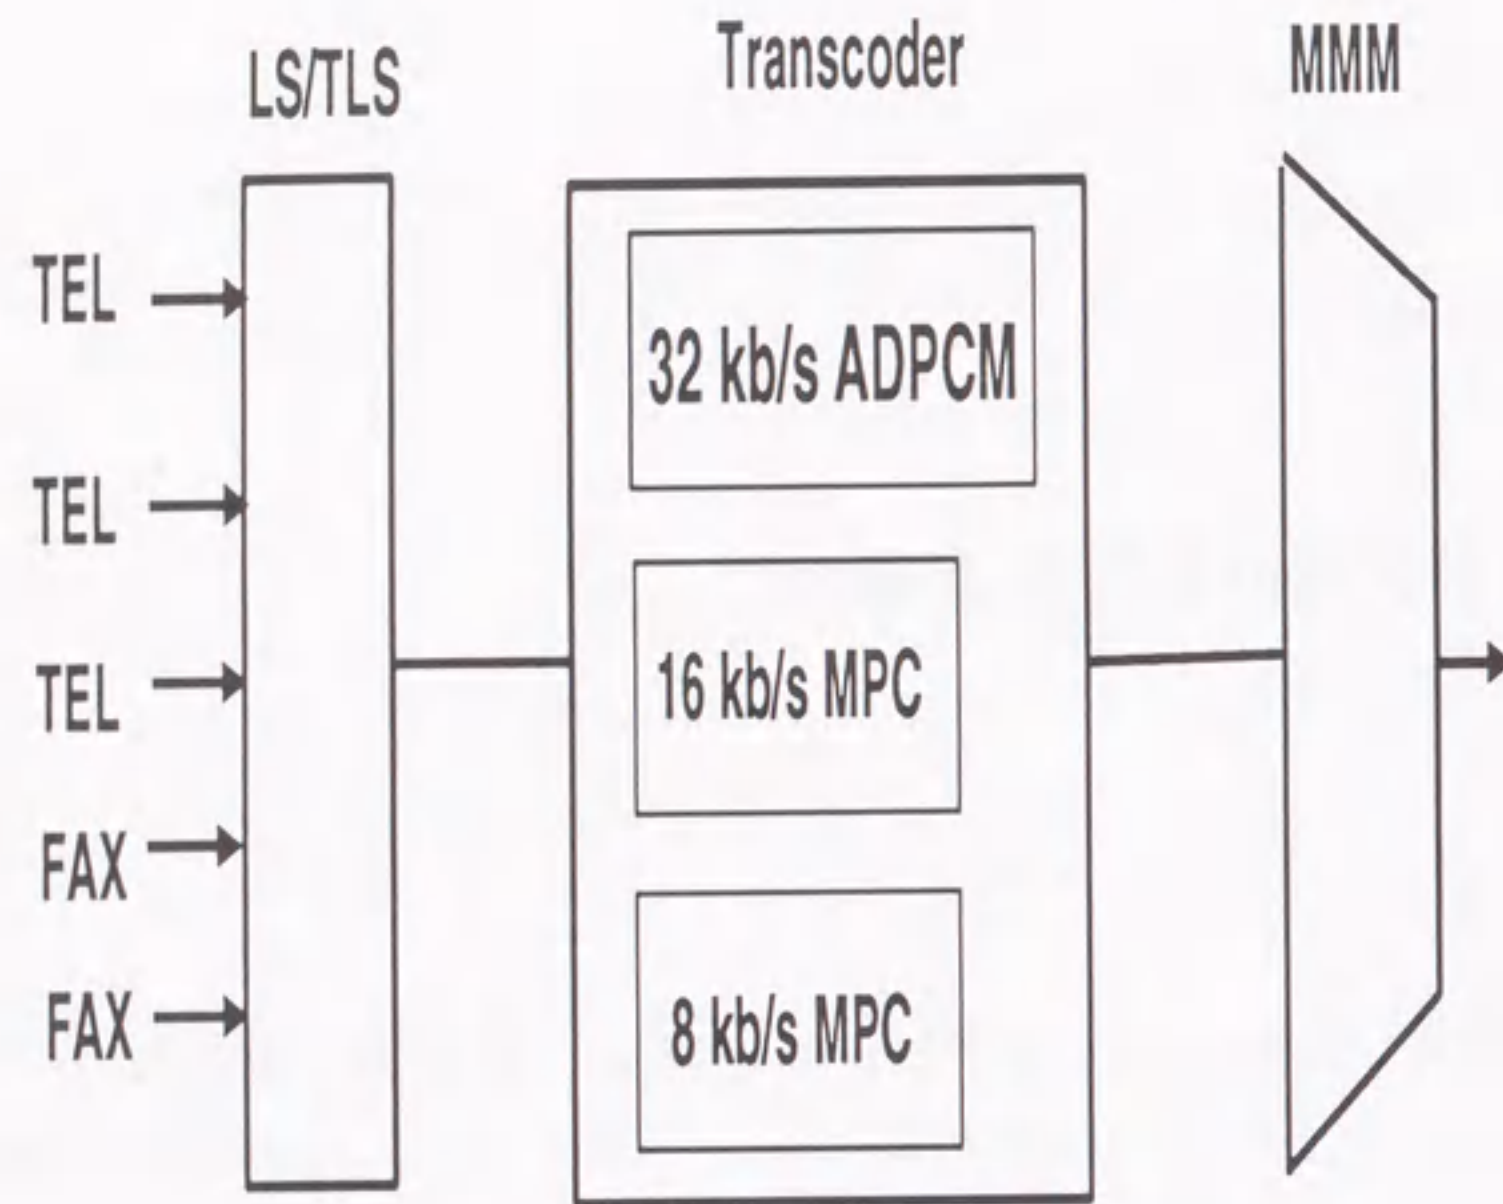 LS/TLS
Transcoder
MMM
TEL
TEL
TEL
FAX
FAX
32 kb/s ADPCM
16 kb/s MPC
8 kb/s MPC